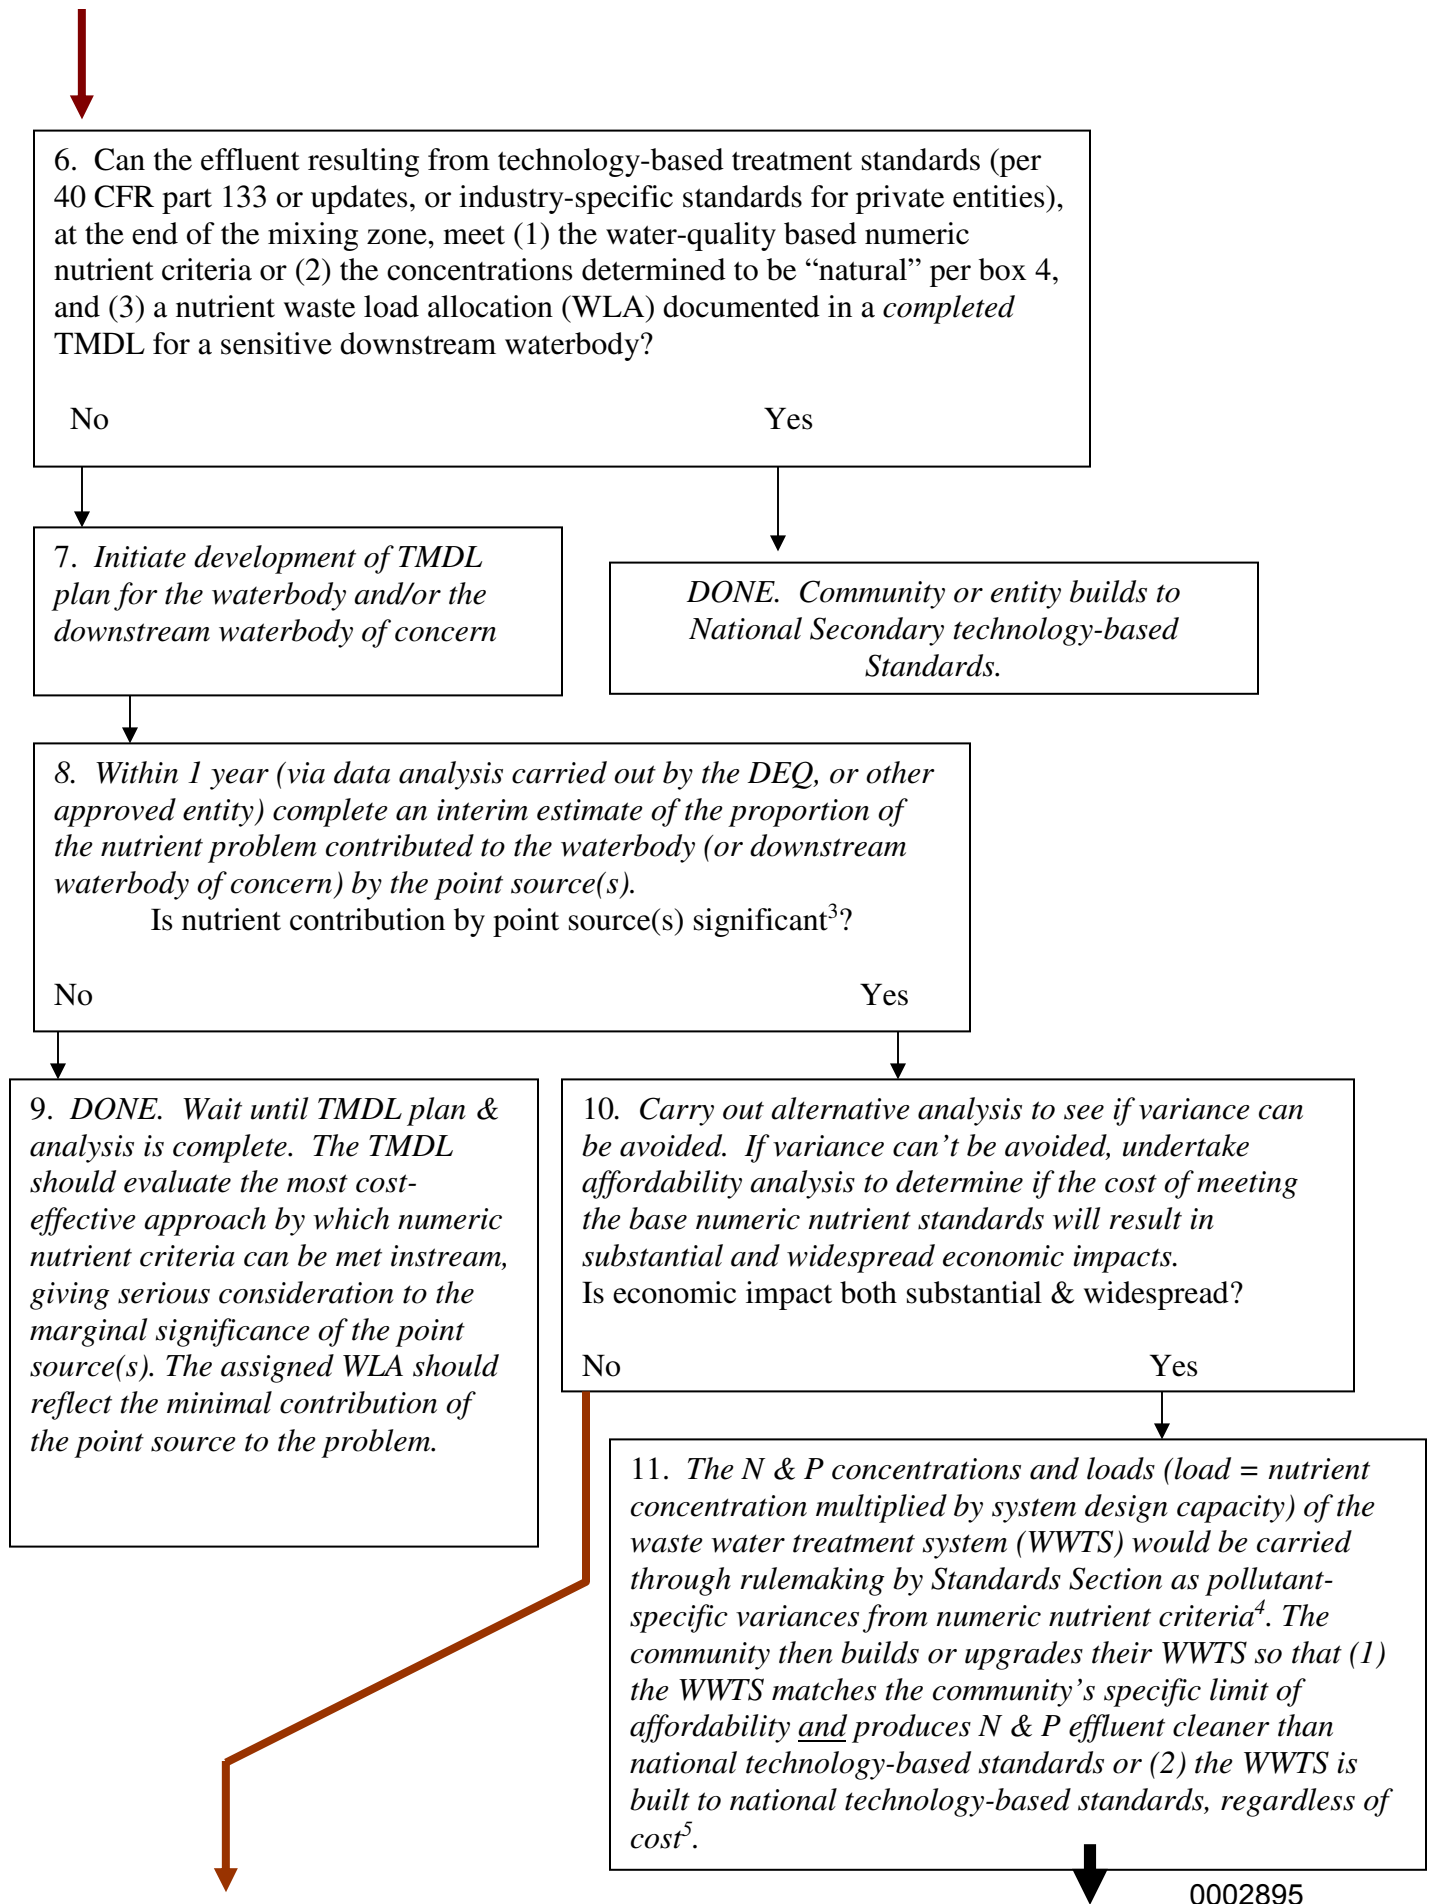 6. Can the effluent resulting from technology-based treatment standards (per
40 CFR part 133 or updates, or industry-specific standards for private entities),
at the end of the mixing zone, meet (1) the water-quality based numeric
nutrient criteria or (2) the concentrations determined to be “natural” per box 4,
and (3) a nutrient waste load allocation (WLA) documented in a completed
TMDL for a sensitive downstream waterbody?
No Yes
7. Initiate development of TMDL
plan for the waterbody and/or the
downstream waterbody of concern
DONE. Community or entity builds to
National Secondary technology-based
Standards.
8. Within 1 year (via data analysis carried out by the DEQ, or other
approved entity) complete an interim estimate of the proportion of
the nutrient problem contributed to the waterbody (or downstream
waterbody of concern) by the point source(s).
Is nutrient contribution by point source(s) significant3?
No Yes
9. DONE. Wait until TMDL plan &
analysis is complete. The TMDL
should evaluate the most cost-
effective approach by which numeric
nutrient criteria can be met instream,
giving serious consideration to the
marginal significance of the point
source(s). The assigned WLA should
reflect the minimal contribution of
the point source to the problem.
10. Carry out alternative analysis to see if variance can
be avoided. If variance can't be avoided, undertake
affordability analysis to determine if the cost of meeting
the base numeric nutrient standards will result in
substantial and widespread economic impacts.
Is economic impact both substantial & widespread?
No Yes
11. The N & P concentrations and loads (load = nutrient
concentration multiplied by system design capacity) of the
waste water treatment system (WWTS) would be carried
through rulemaking by Standards Section as pollutant-
specific variances from numeric nutrient criteria4. The
community then builds or upgrades their WWTS so that (1)
the WWTS matches the community’s specific limit of
affordability and produces N & P effluent cleaner than
national technology-based standards or (2) the WWTS is
built to national technology-based standards, regardless of
cost5.
0002895